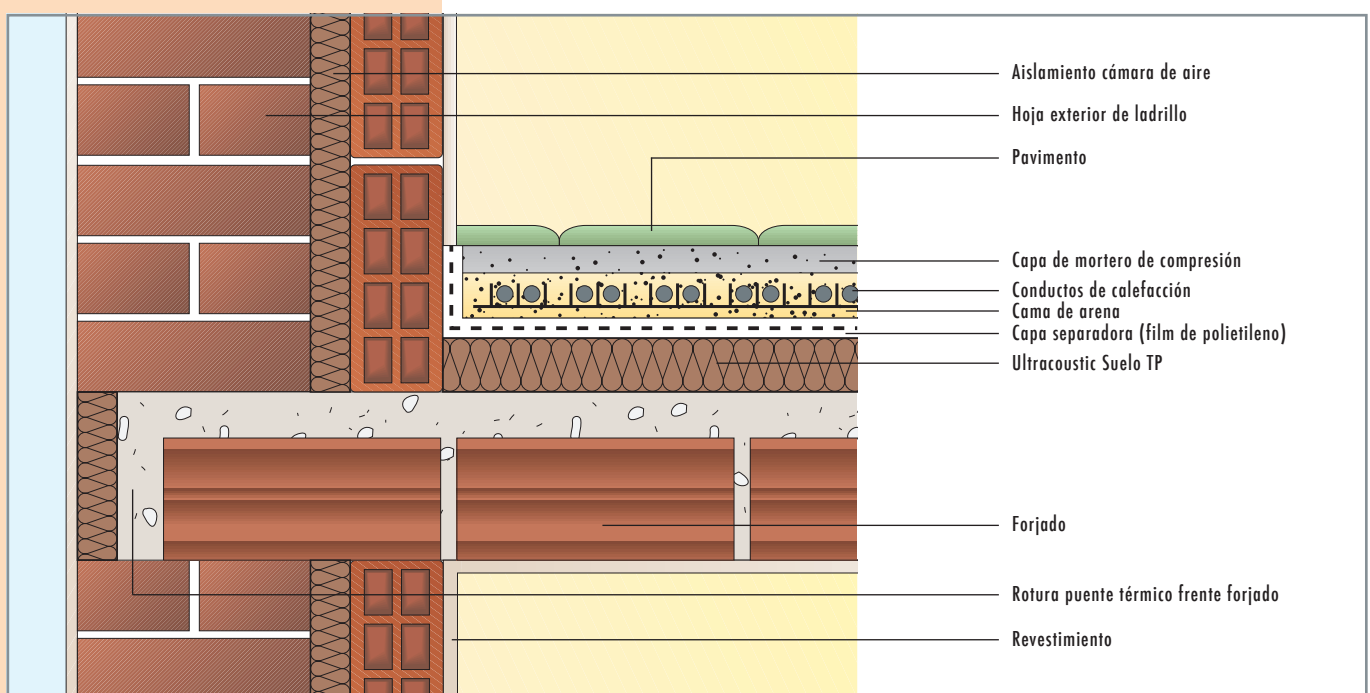 Aislamiento cámara de aire
Hoja exterior de ladrillo
Pavimento
Capa de mortero de compresión
Conductos de calefacción
Cama de arena
Capa separadora (film de polietileno)
Ultracoustic Suelo TP
Forjado
Rotura puente térmico frente forjado
Revestimiento